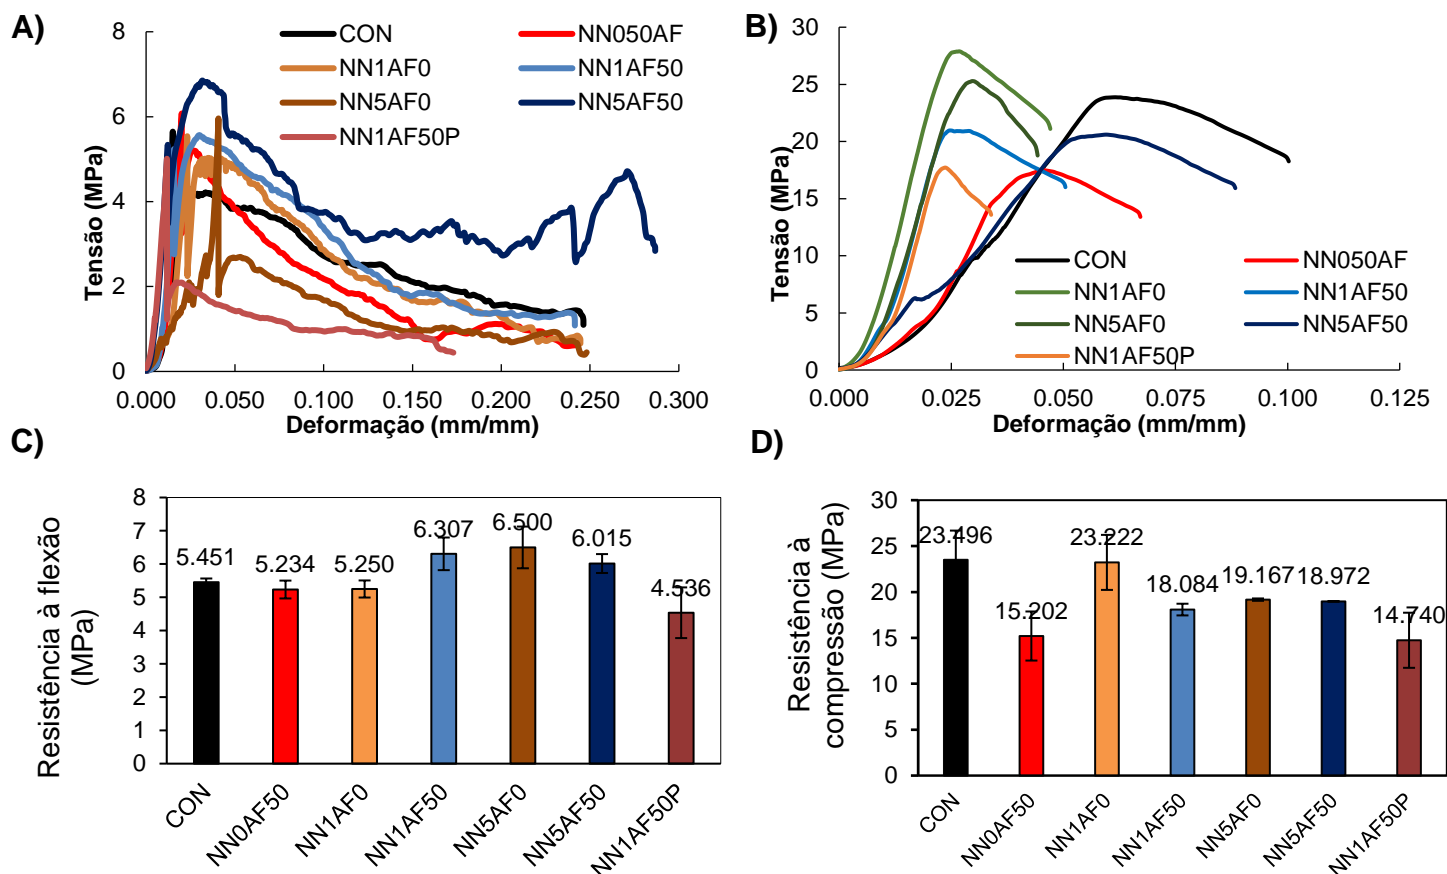 A)
Tensão (MPa)
8
6
4
2
0
CON
NN050AF
NN1AF0
NN1AF50
NN5AF0
NN5AF50
NN1AF50P
0.000 0.050 0.100 0.150 0.200 0.250 0.300
Deformação (mm/mm)
B)
Tensão (MPa)
30
25
20
15
10
5
0
CON
NN050AF
NN1AF0
NN1AF50
NN5AF0
NN5AF50
NN1AF50P
0.000 0.025 0.050 0.075 0.100 0.125
Deformação (mm/mm)
C)
Resistência à flexão
(MPa)
8
7
6
5
4
3
2
1
0
5.451
5.234
5.250
6.307
6.500
6.015
4.536
CON
NN0AF50
NN1AF0
NN1AF50
NN5AF0
NN5AF50
NN1AF50P
D)
Resistência à
compressão (MPa)
30
25
20
15
10
5
0
23.496
15.202
23.222
18.084
19.167
18.972
14.740
CON
NN0AF50
NN1AF0
NN1AF50
NN5AF0
NN5AF50
NN1AF50P